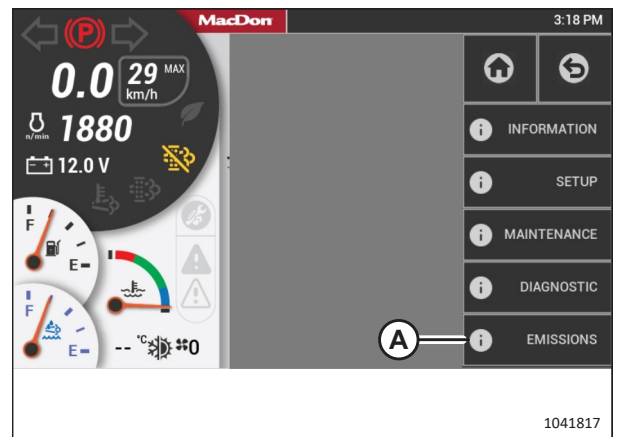 MacDon
3:18 PM
P
0.0
29 MAX
km/h
n/min 1880
12.0 V
INFORMATION
SETUP
MAINTENANCE
DIAGNOSTIC
A
EMISSIONS
F
E
F
E
-- °C
0
1041817